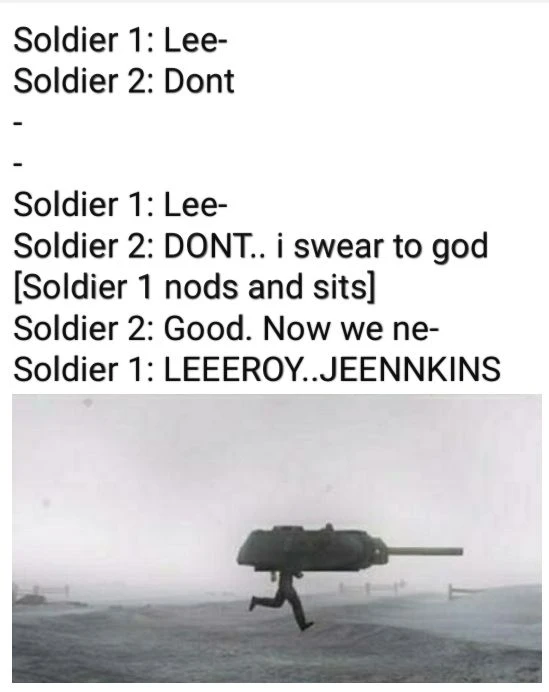 Soldier 1: Lee-
Soldier 2: Dont
-
-
Soldier 1: Lee-
Soldier 2: DONT.. i swear to god
[Soldier 1 nods and sits]
Soldier 2: Good. Now we ne-
Soldier 1: LEEEROY..JEENNKINS